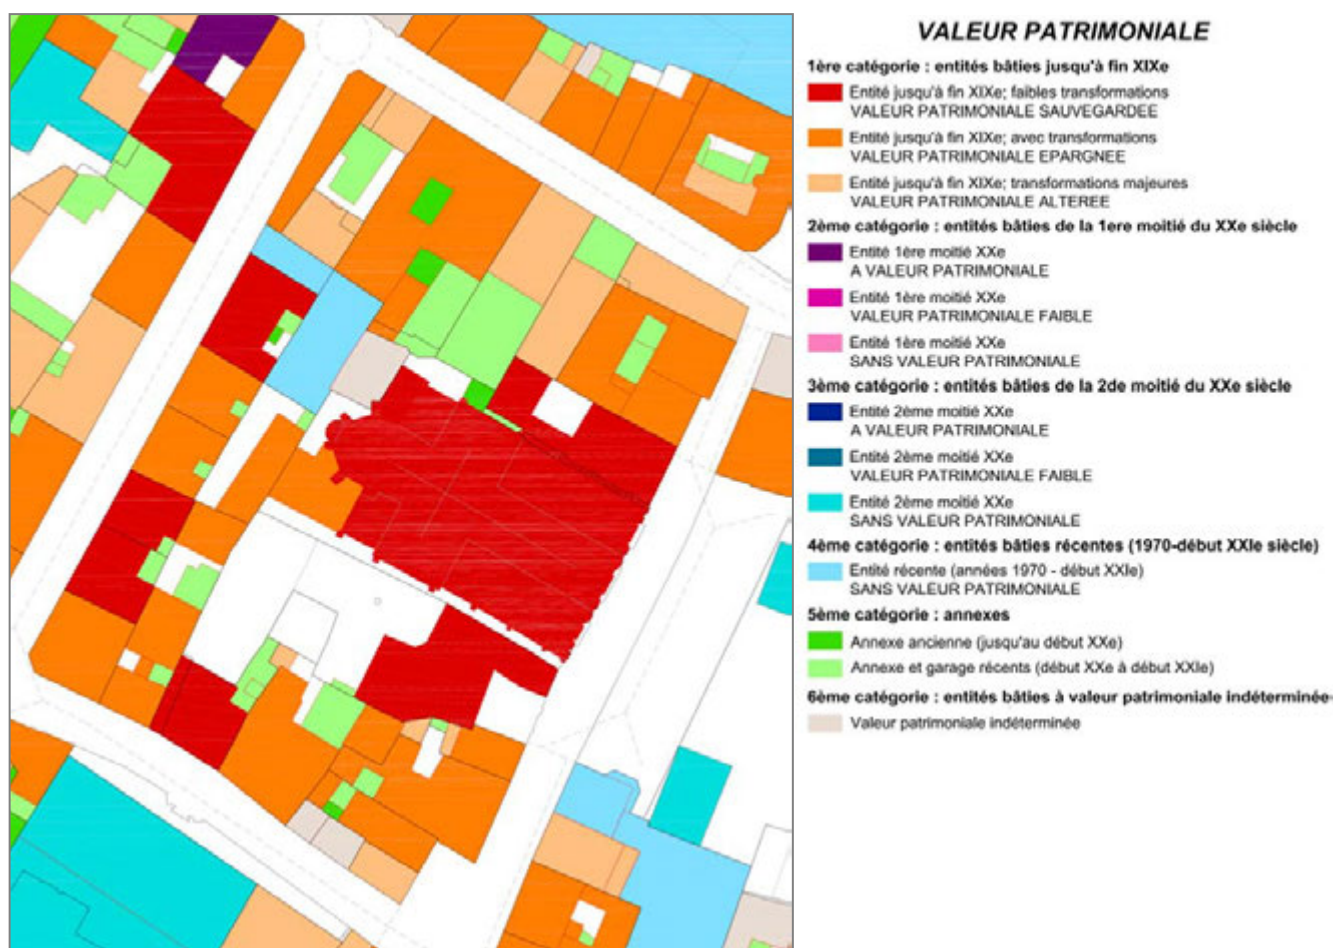 VALEUR PATRIMONIALE
1ère catégorie : entités bâties jusqu'à fin XIXe
Entité jusqu'à fin XIXe; faibles transformations
VALEUR PATRIMONIALE SAUVEGARDEE
Entité jusqu'à fin XIXe; avec transformations
VALEUR PATRIMONIALE EPARGNEE
Entité jusqu'à fin XIXe; transformations majeures
VALEUR PATRIMONIALE ALTEREE
2ème catégorie : entités bâties de la 1ere moitié du XXe siècle
Entité 1ère moitié XXe
A VALEUR PATRIMONIALE
Entité 1ère moitié XXe
VALEUR PATRIMONIALE FAIBLE
Entité 1ère moitié XXe
SANS VALEUR PATRIMONIALE
3ème catégorie : entités bâties de la 2de moitié du XXe siècle
Entité 2ème moitié XXe
A VALEUR PATRIMONIALE
Entité 2ème moitié XXe
VALEUR PATRIMONIALE FAIBLE
Entité 2ème moitié XXe
SANS VALEUR PATRIMONIALE
4ème catégorie : entités bâties récentes (1970-début XXIe siècle)
Entité récente (années 1970 - début XXIe)
SANS VALEUR PATRIMONIALE
5ème catégorie : annexes
Annexe ancienne (jusqu'au début XXe)
Annexe et garage récents (début XXe à début XXIe)
6ème catégorie : entités bâties à valeur patrimoniale indéterminée
Valeur patrimoniale indéterminée